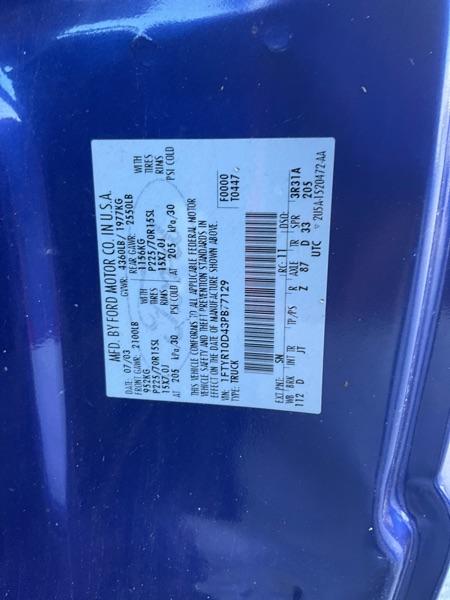 MFD. BY FORD MOTOR CO. IN U.S.A.
DATE: 07/03 GVWR: 4360LB / 1977KG
FRONT GAWR: 2100LB REAR GAWR: 2550LB
952KG WITH 1156KG WITH
P225/70R15SL TIRES P225/70R15SL TIRES
15X7.0J RIMS 15X7.0J RIMS
AT 205 kPa/30 PSI COLD AT 205 kPa/30 PSI COLD
THIS VEHICLE CONFORMS TO ALL APPLICABLE FEDERAL MOTOR
VEHICLE SAFETY AND THEFT PREVENTION STANDARDS IN
EFFECT ON THE DATE OF MANUFACTURE SHOWN ABOVE.
VIN: 1FTYR10D43PB77129 F0000
TYPE: TRUCK T0447
EXT PNT: SN RC: 11 DSO: 3R31A
WB BRK INT TR TP/PS R AXLE TR
112 D JT Z 87 D 33 205
UTC 2U5A-1520472-AA